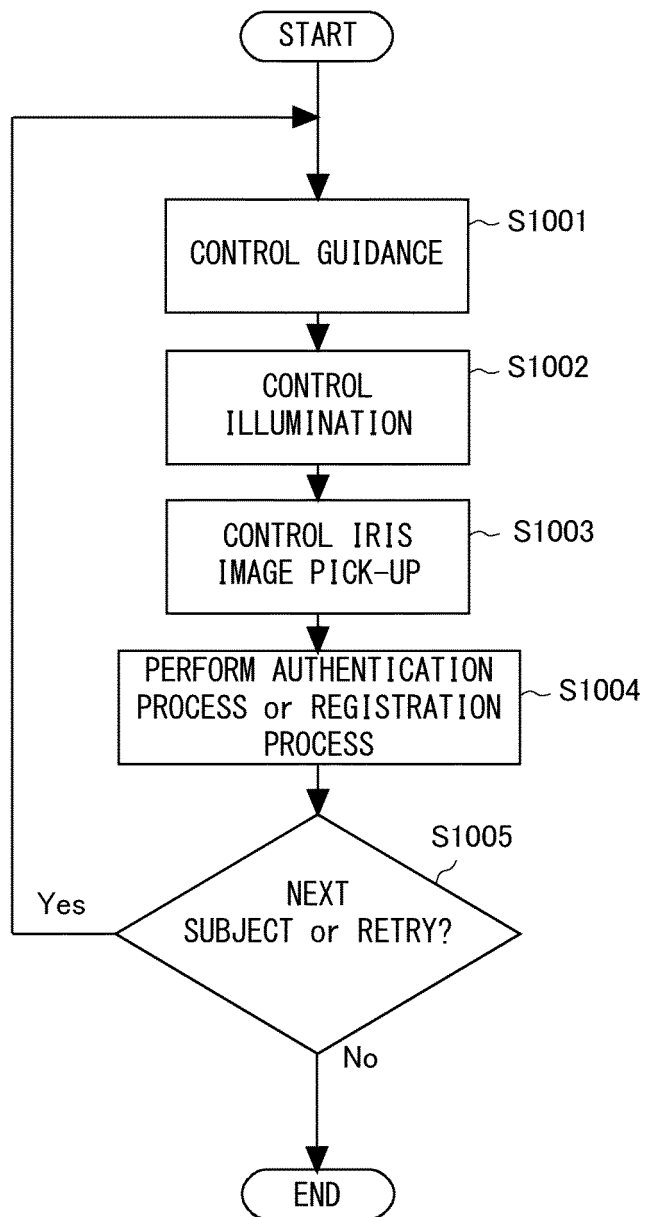 START
CONTROL GUIDANCE
S1001
CONTROL
ILLUMINATION
S1002
CONTROL IRIS
IMAGE PICK-UP
S1003
PERFORM AUTHENTICATION
PROCESS or REGISTRATION
PROCESS
S1004
S1005
NEXT
SUBJECT or RETRY?
Yes
No
END